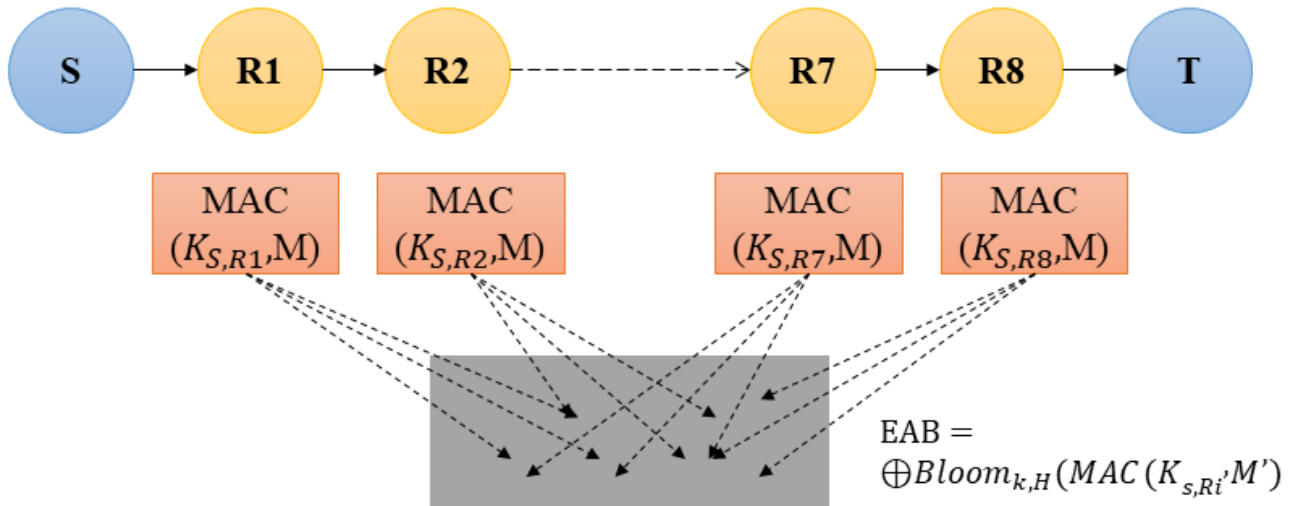 S R1 R2 R7 R8 T
MAC MAC MAC MAC
(K_{S,R1},M) (K_{S,R2},M) (K_{S,R7},M) (K_{S,R8},M)
EAB =
⊕Bloom_{k,H}(MAC(K_{s,Ri},M’)